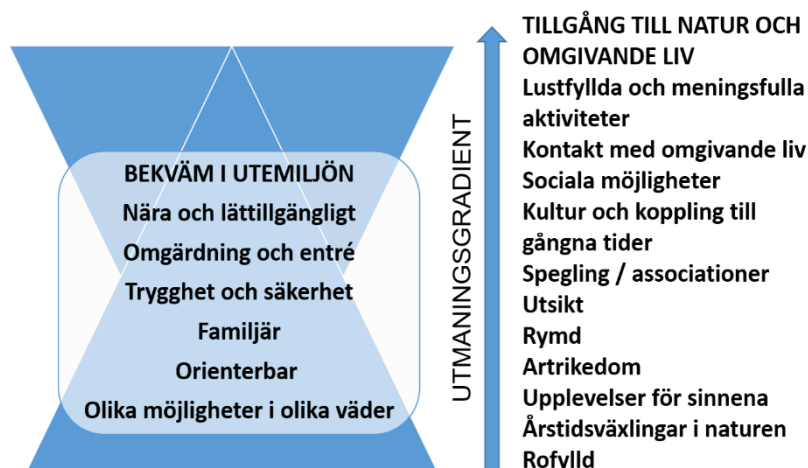 BEKVÄM I UTEMILJÖN
Nära och lättillgängligt
Omgärdning och entré
Trygghet och säkerhet
Familjär
Orienterbar
Olika möjligheter i olika väder
UTMANINGSGRADIENT
TILLGÅNG TILL NATUR OCH
OMGIVANDE LIV
Lustfyllda och meningsfulla
aktiviteter
Kontakt med omgivande liv
Sociala möjligheter
Kultur och koppling till
gångna tider
Spegling / associationer
Utsikt
Rymd
Artrikedom
Upplevelser för sinnena
Årstidsväxlingar i naturen
Rofylld